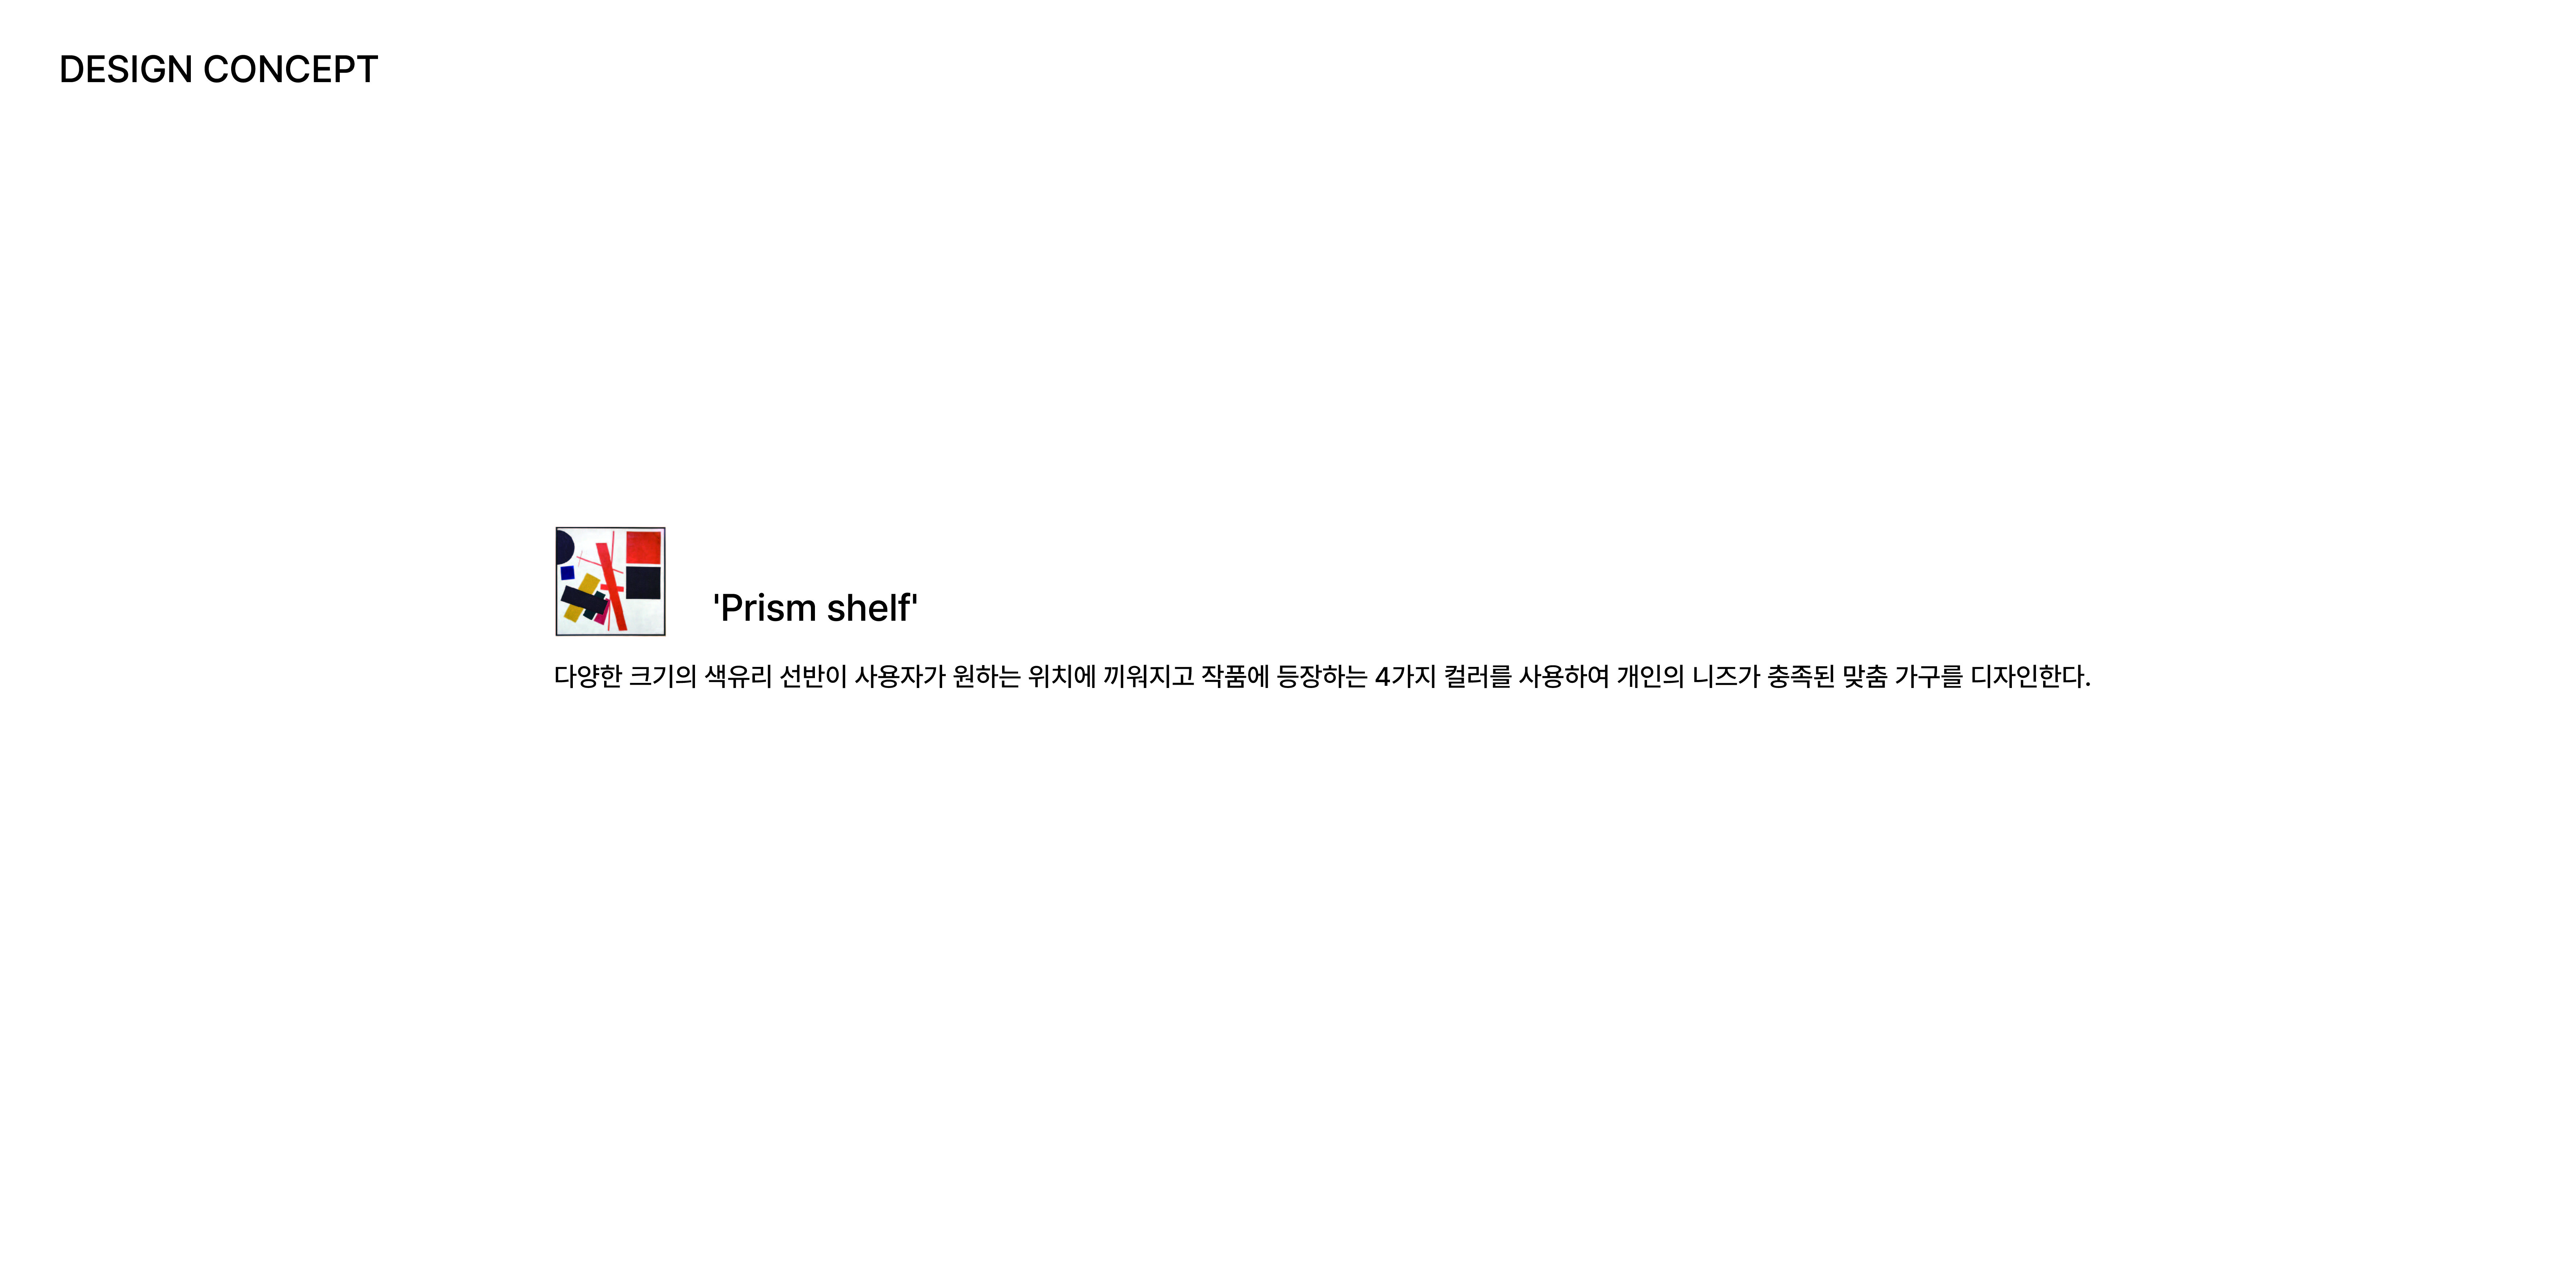 DESIGN CONCEPT
'Prism shelf'
다양한 크기의 색유리 선반이 사용자가 원하는 위치에 끼워지고 작품에 등장하는 4가지 컬러를 사용하여 개인의 니즈가 충족된 맞춤 가구를 디자인한다.